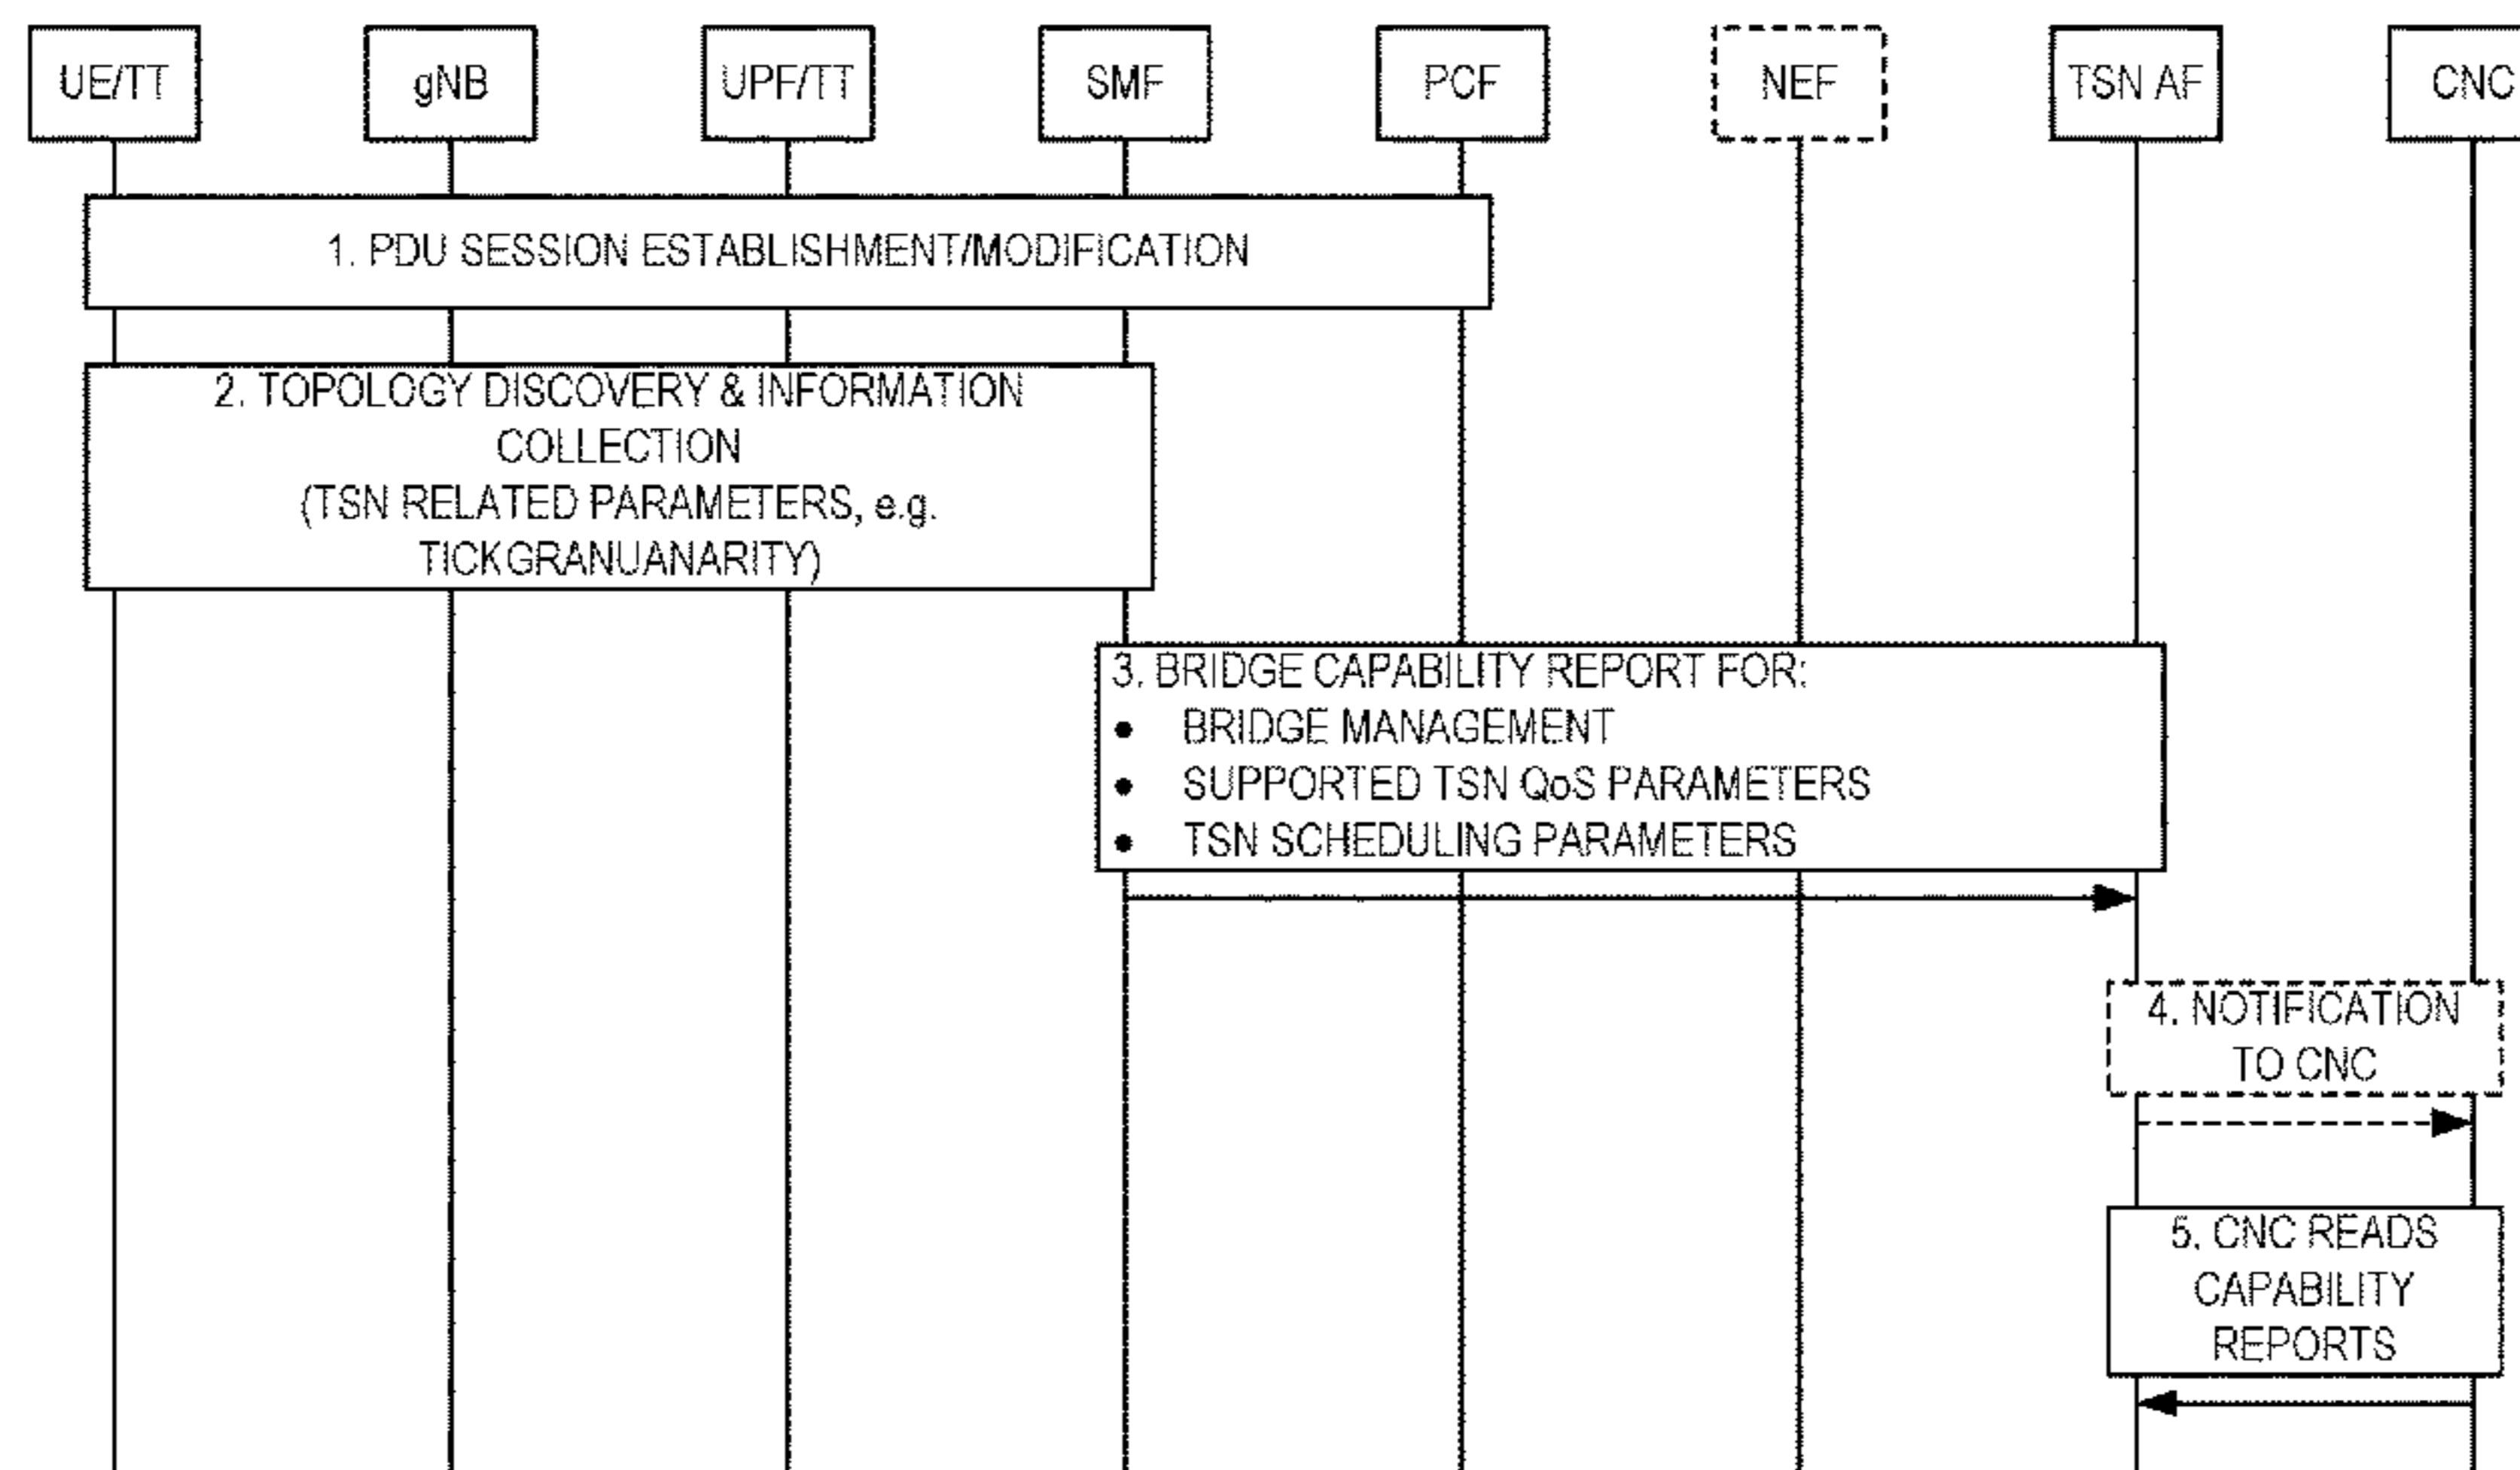 UE/TT
gNB
UPF/TT
SMF
PCF
NEF
TSN AF
CNC
1. PDU SESSION ESTABLISHMENT/MODIFICATION
2. TOPOLOGY DISCOVERY & INFORMATION
COLLECTION
(TSN RELATED PARAMETERS, e.g.
TICKGRANUANARITY)
3. BRIDGE CAPABILITY REPORT FOR:
● BRIDGE MANAGEMENT
● SUPPORTED TSN QoS PARAMETERS
● TSN SCHEDULING PARAMETERS
4. NOTIFICATION
TO CNC
5. CNC READS
CAPABILITY
REPORTS